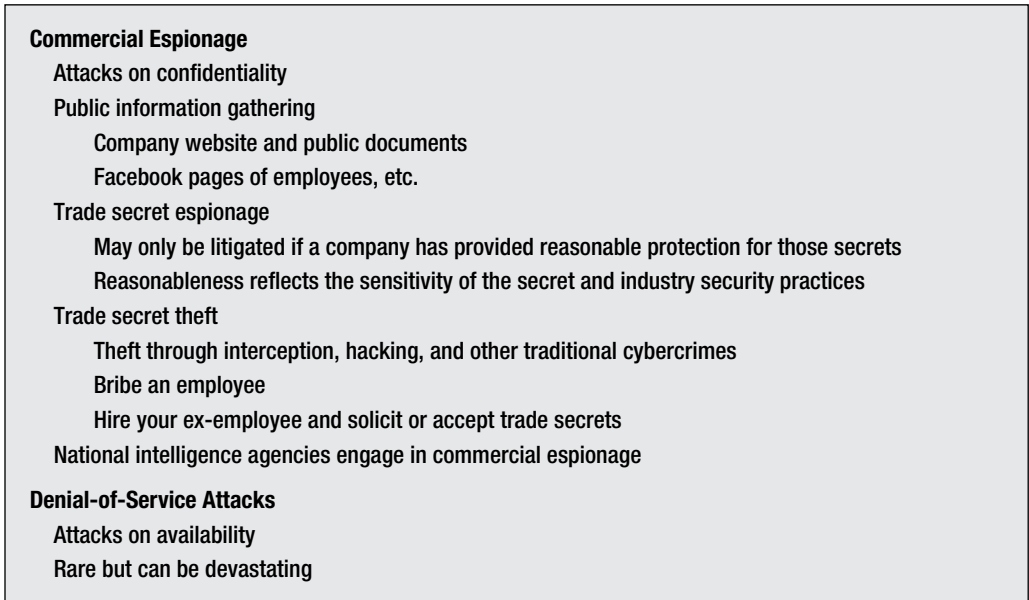 Commercial Espionage
Attacks on confidentiality
Public information gathering
Company website and public documents
Facebook pages of employees, etc.
Trade secret espionage
May only be litigated if a company has provided reasonable protection for those secrets
Reasonableness reflects the sensitivity of the secret and industry security practices
Trade secret theft
Theft through interception, hacking, and other traditional cybercrimes
Bribe an employee
Hire your ex-employee and solicit or accept trade secrets
National intelligence agencies engage in commercial espionage
Denial-of-Service Attacks
Attacks on availability
Rare but can be devastating